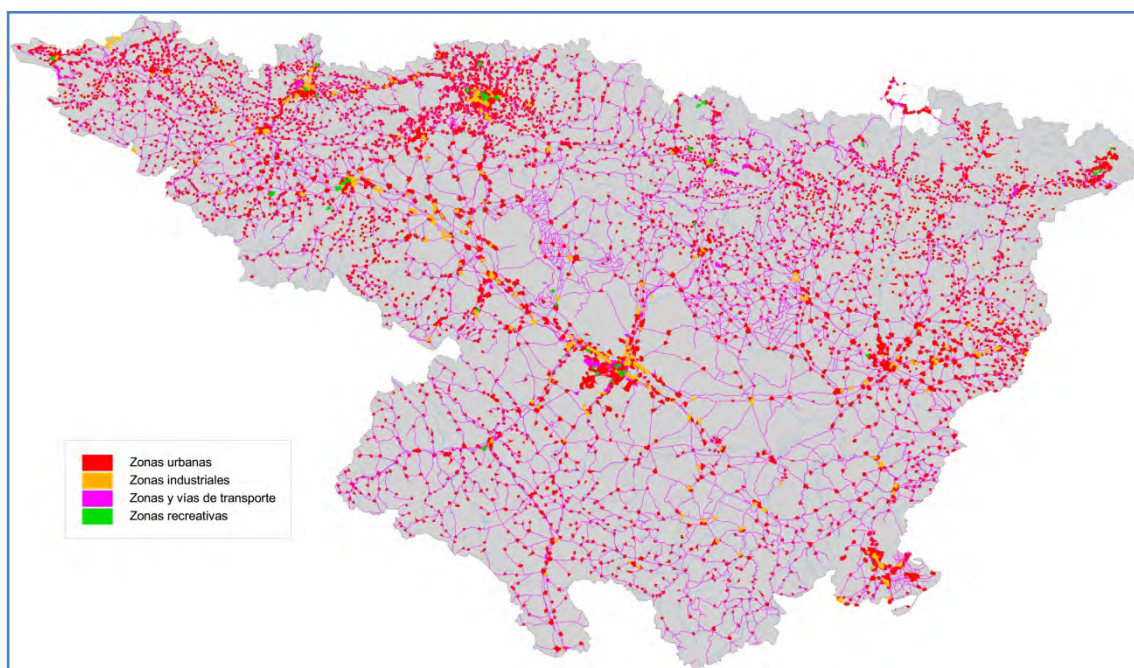 Zonas urbanas
Zonas industriales
Zonas y vías de transporte
Zonas recreativas